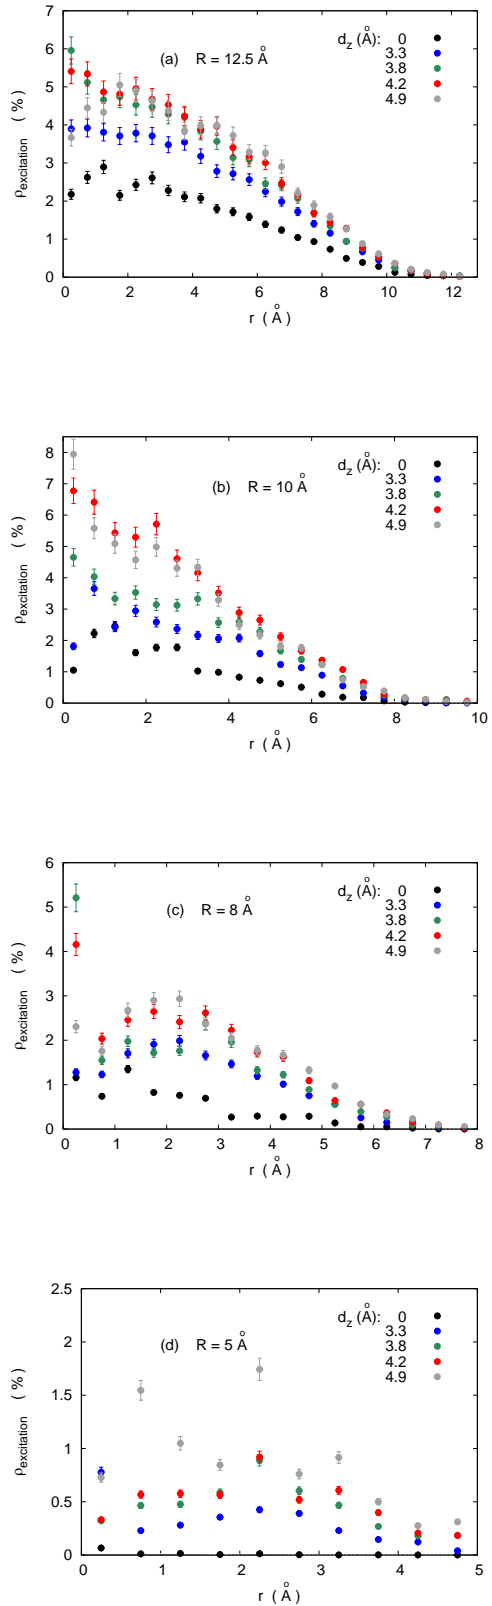 7
6
5
4
3
2
1
0
ρexcitation (%)
(a) R = 12.5 Å
dz (Å): 0
3.3
3.8
4.2
4.9
0 2 4 6 8 10 12
r (Å)
8
7
6
5
4
3
2
1
0
ρexcitation (%)
(b) R = 10 Å
dz (Å): 0
3.3
3.8
4.2
4.9
0 2 4 6 8 10
r (Å)
6
5
4
3
2
1
0
ρexcitation (%)
(c) R = 8 Å
dz (Å): 0
3.3
3.8
4.2
4.9
0 1 2 3 4 5 6 7 8
r (Å)
2.5
2
1.5
1
0.5
0
ρexcitation (%)
(d) R = 5 Å
dz (Å): 0
3.3
3.8
4.2
4.9
0 1 2 3 4 5
r (Å)